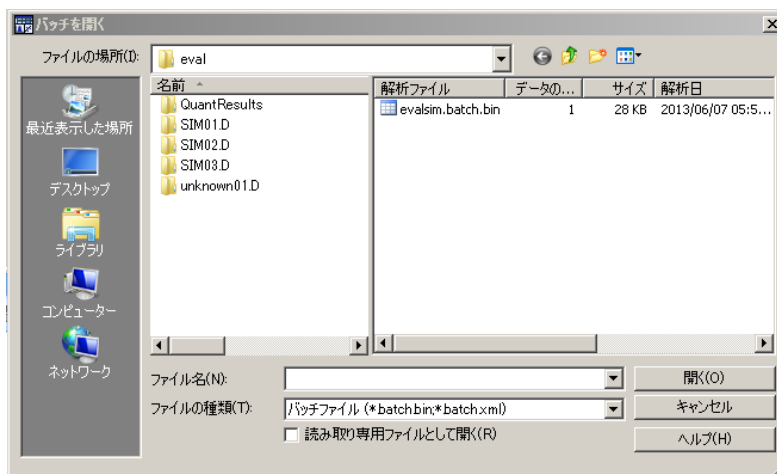 バッチを開く
ファイルの場所(I):
eval
最近表示した場所
デスクトップ
ライブラリ
コンピューター
ネットワーク
名前
QuantResults
SIM01.D
SIM02.D
SIM03.D
unknown01.D
解析ファイル データの... サイズ 解析日
evalsim.batch.bin 1 28 KB 2013/06/07 05:5...
ファイル名(N):
開く(O)
ファイルの種類(T):
バッチファイル (*batch.bin;*batch.xml)
キャンセル
読み取り専用ファイルとして開く(R)
ヘルプ(H)